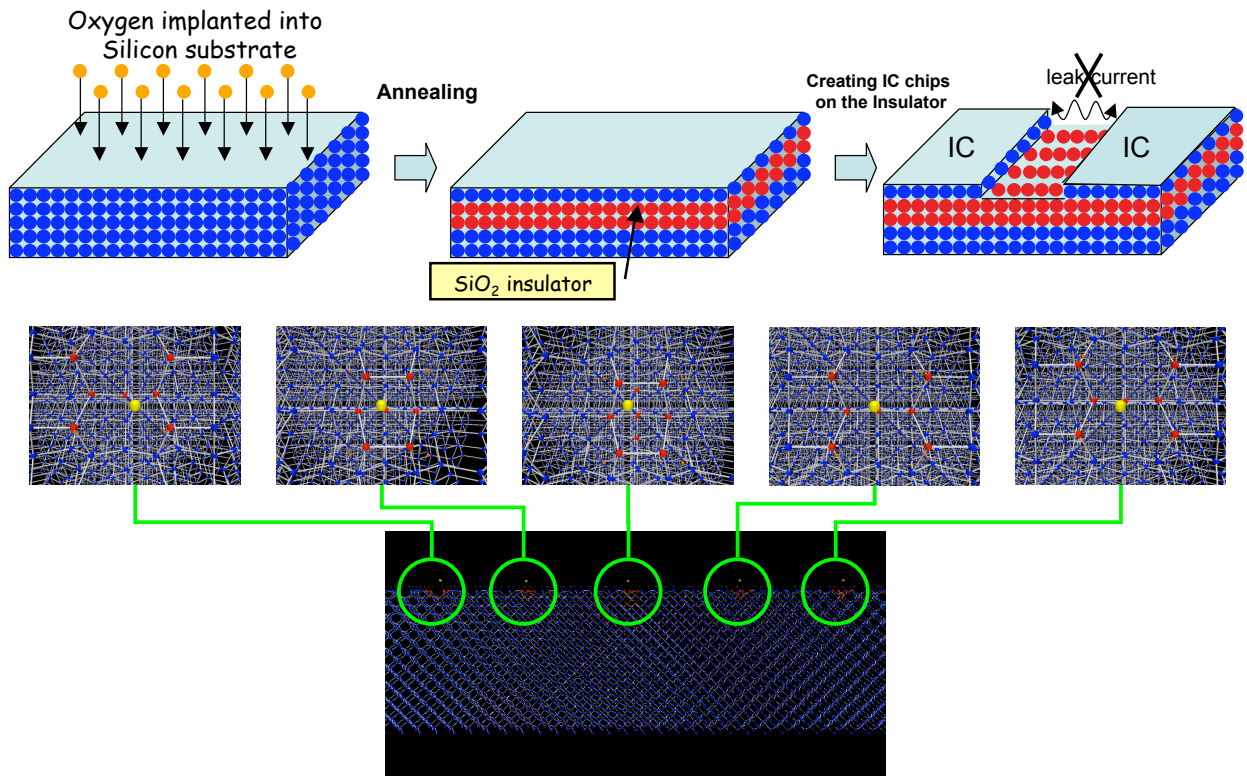 Oxygen implanted into
Silicon substrate
Annealing
Creating IC chips
on the Insulator
leak current
IC
IC
SiO₂ insulator